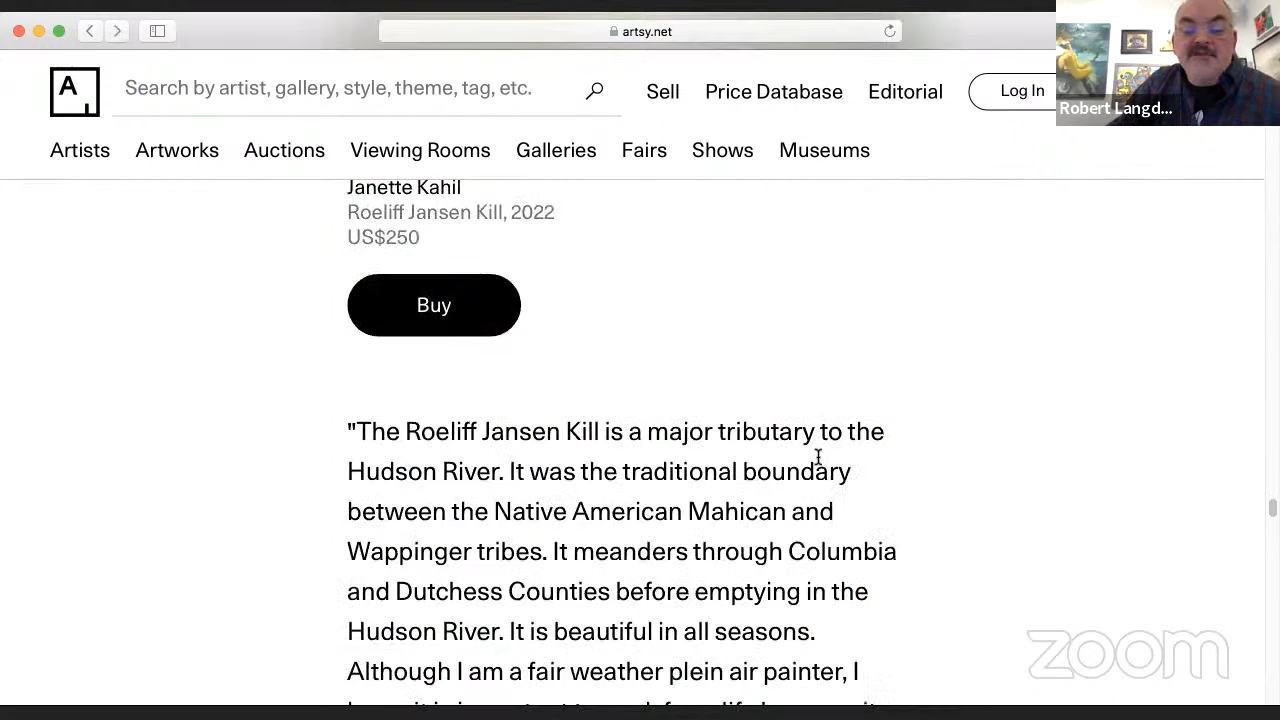 artsy.net
A
Search by artist, gallery, style, theme, tag, etc.
Sell
Price Database
Editorial
Log In
Robert Langd...
Artists
Artworks
Auctions
Viewing Rooms
Galleries
Fairs
Shows
Museums
Janette Kahil
Roeliff Jansen Kill, 2022
US$250
Buy
"The Roeliff Jansen Kill is a major tributary to the
Hudson River. It was the traditional boundary
between the Native American Mahican and
Wappinger tribes. It meanders through Columbia
and Dutchess Counties before emptying in the
Hudson River. It is beautiful in all seasons.
Although I am a fair weather plein air painter, I
zoom